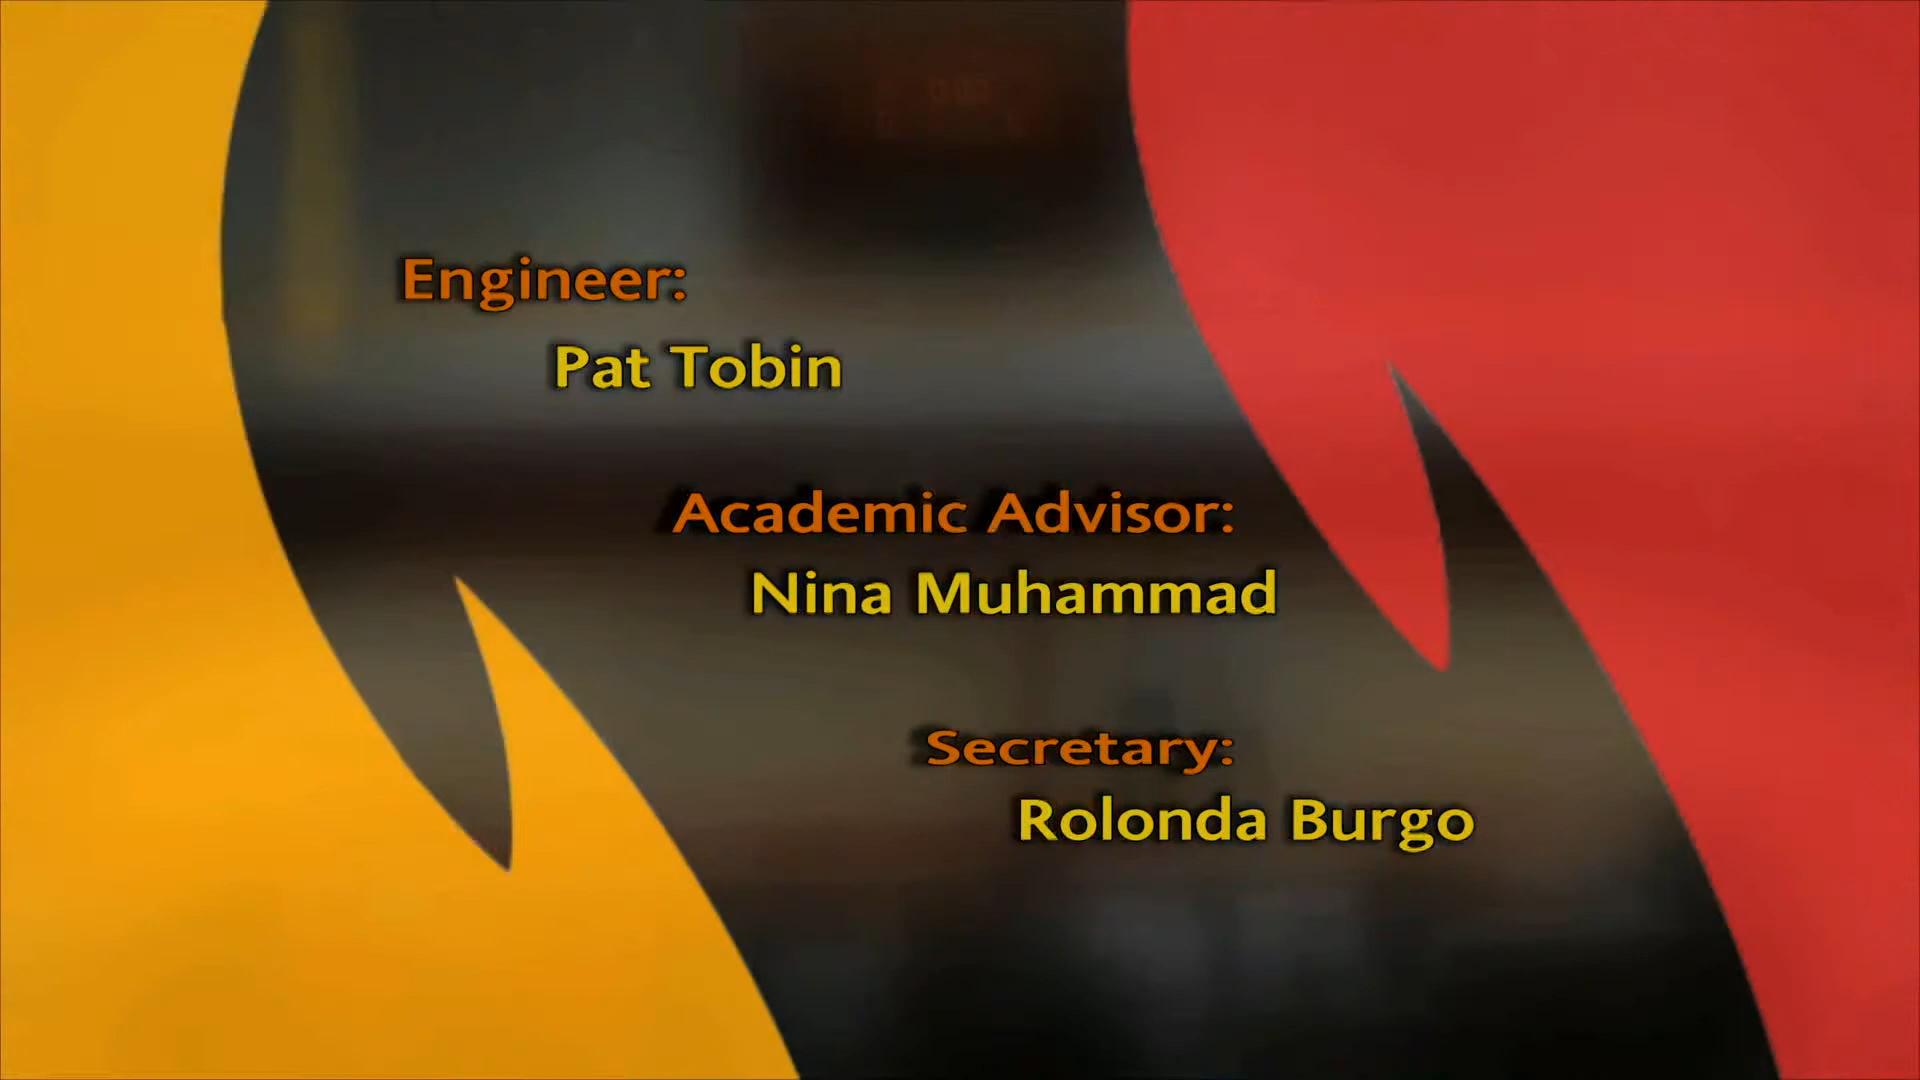 Engineer:
Pat Tobin
Academic Advisor:
Nina Muhammad
Secretary:
Rolonda Burgo